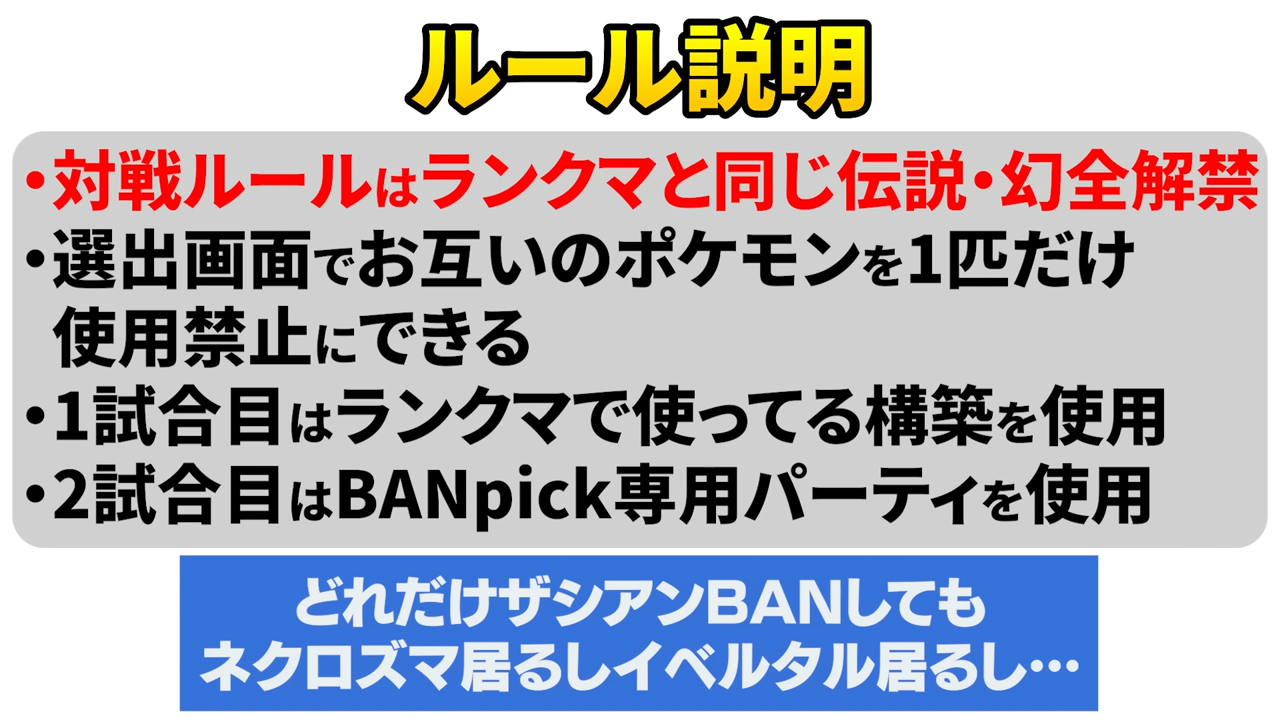 ルール説明
・対戦ルールはランクマと同じ伝説・幻全解禁
・選出画面でお互いのポケモンを1匹だけ
使用禁止にできる
・1試合目はランクマで使ってる構築を使用
・2試合目はBANpick専用パーティを使用
どれだけザシアンBANしても
ネクロズマ居るしイベルタル居るし…